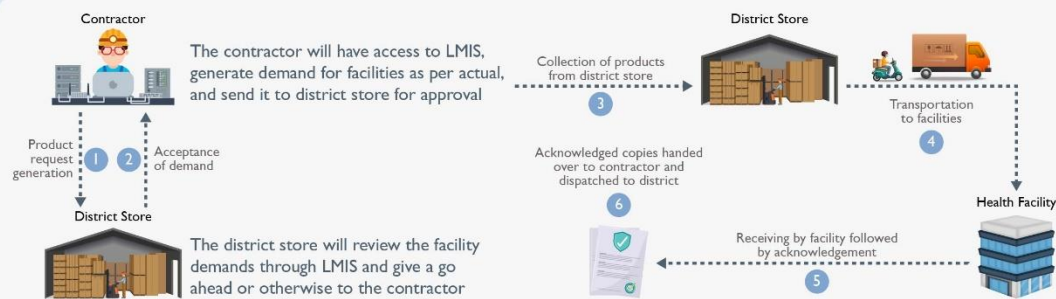 Contractor
The contractor will have access to LMIS,
generate demand for facilities as per actual,
and send it to district store for approval
Product
request
generation
1
2
Acceptance
of demand
District Store
The district store will review the facility
demands through LMIS and give a go
ahead or otherwise to the contractor
Collection of products
from district store
3
District Store
Transportation
to facilities
4
Health Facility
Receiving by facility followed
by acknowledgement
5
Acknowledged copies handed
over to contractor and
dispatched to district
6